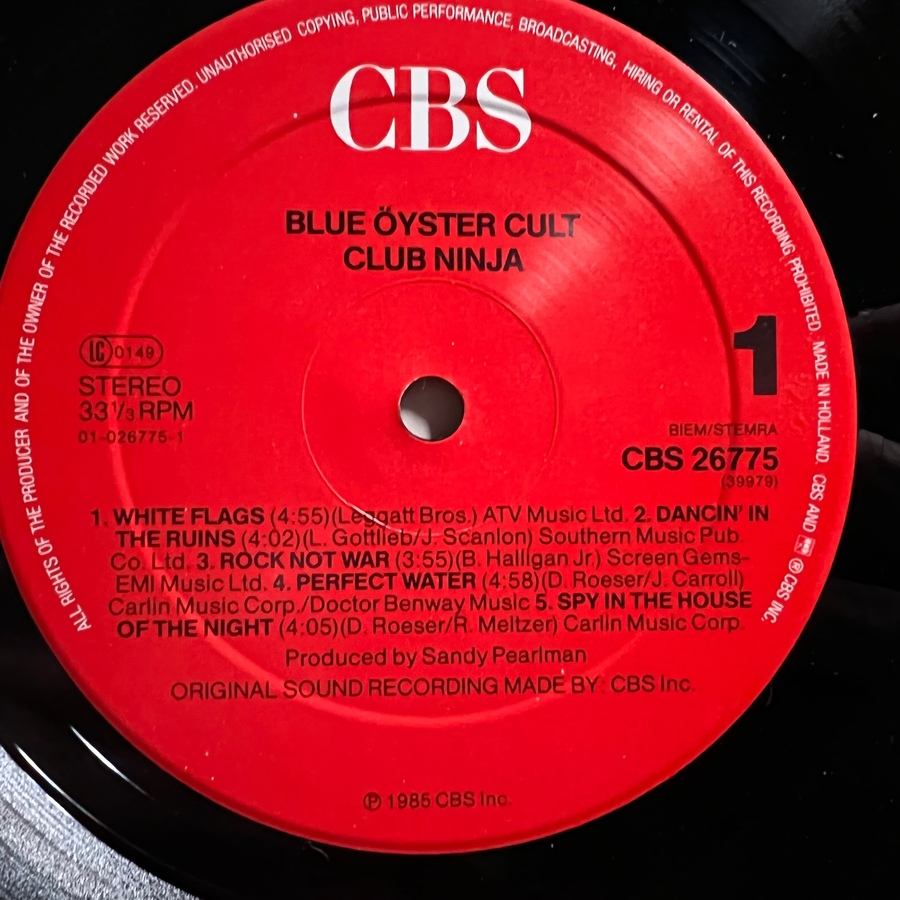 ALL RIGHTS OF THE PRODUCER AND OF THE OWNER OF THE RECORDED WORK RESERVED. UNAUTHORISED COPYING, PUBLIC PERFORMANCE, BROADCASTING, HIRING OR RENTAL OF THIS RECORDING PROHIBITED. MADE IN HOLLAND. CBS AND ® CBS INC.
CBS
BLUE ÖYSTER CULT
CLUB NINJA
1
LC 0149
STEREO
33 1/3 RPM
01-026775-1
BIEM/STEMRA
CBS 26775
(39979)
1. WHITE FLAGS (4:55)(Leggatt Bros.) ATV Music Ltd. 2. DANCIN' IN
THE RUINS (4:02)(L. Gottlieb/J. Scanlon) Southern Music Pub.
Co. Ltd. 3. ROCK NOT WAR (3:55)(B. Halligan Jr.) Screen Gems-
EMI Music Ltd. 4. PERFECT WATER (4:58)(D. Roeser/J. Carroll)
Carlin Music Corp./Doctor Benway Music 5. SPY IN THE HOUSE
OF THE NIGHT (4:05)(D. Roeser/R. Meltzer) Carlin Music Corp.
Produced by Sandy Pearlman
ORIGINAL SOUND RECORDING MADE BY: CBS Inc.
℗ 1985 CBS Inc.